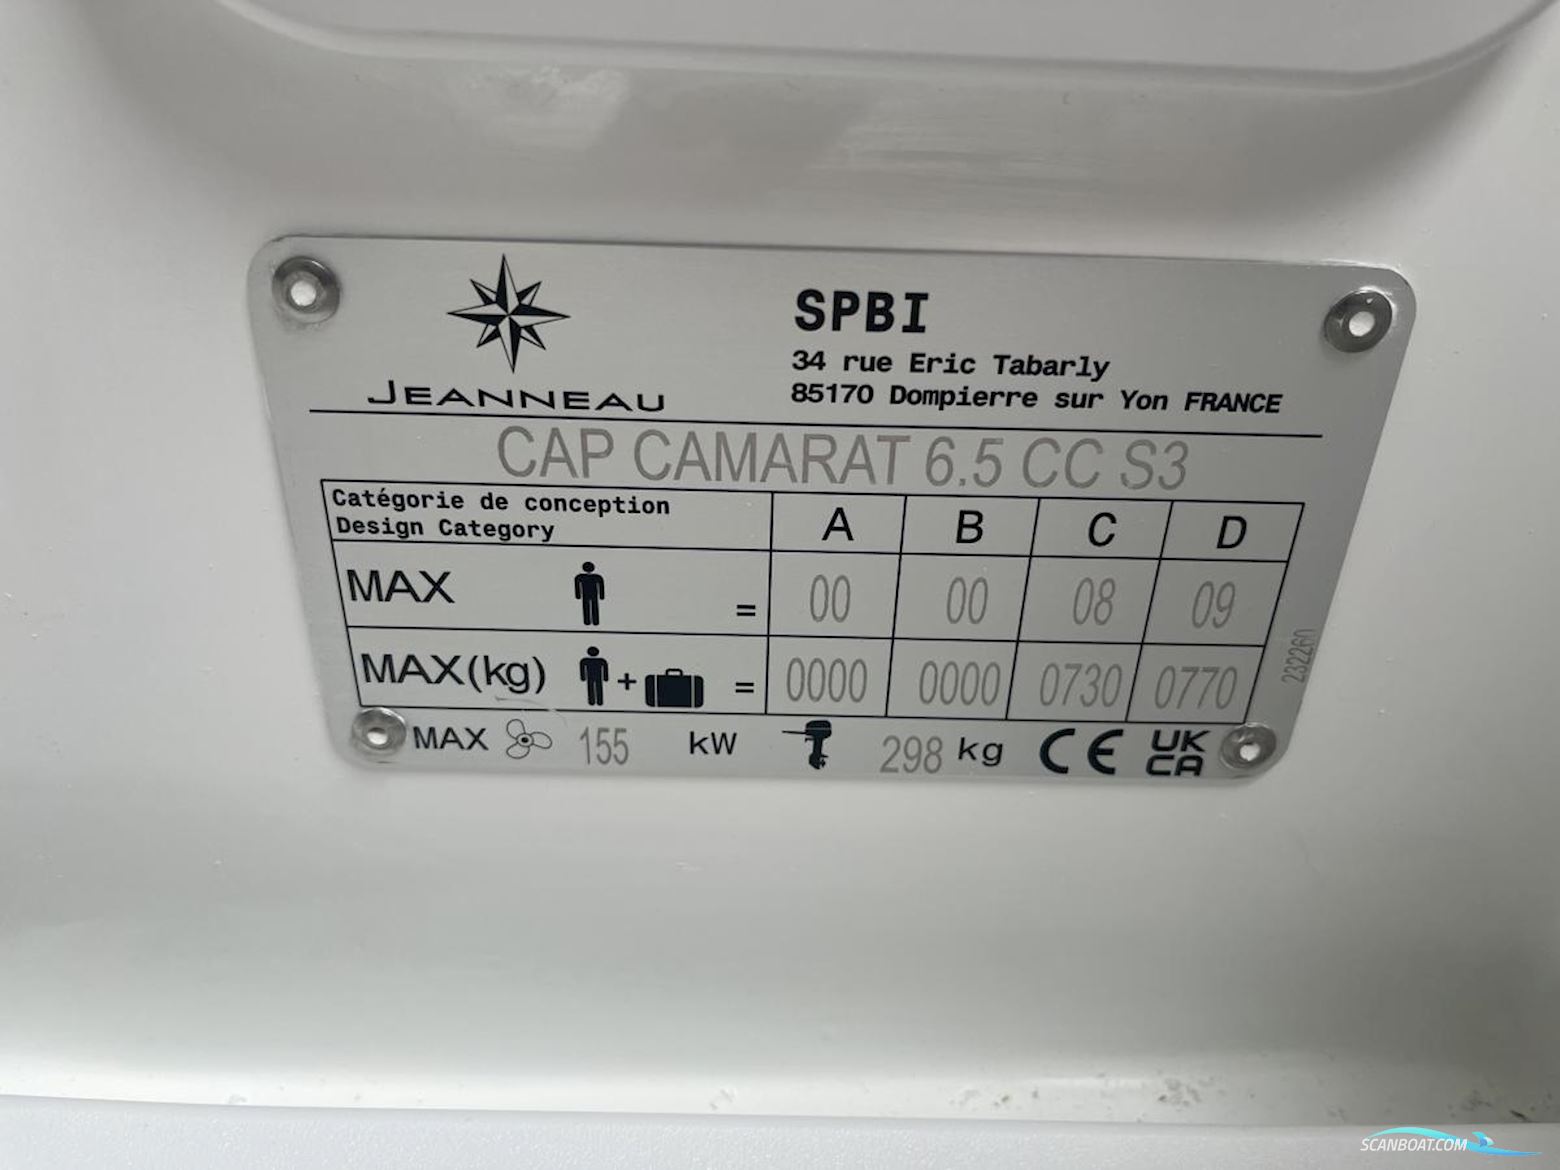 JEANNEAU
SPBI
34 rue Eric Tabarly
85170 Dompierre sur Yon FRANCE
CAP CAMARAT 6.5 CC S3
Catégorie de conception
Design Category
A B C D
MAX = 00 00 08 09
MAX(kg) + = 0000 0000 0730 0770
232260
MAX 155 kW 298 kg CE UK
CA
SCANBOAT.COM